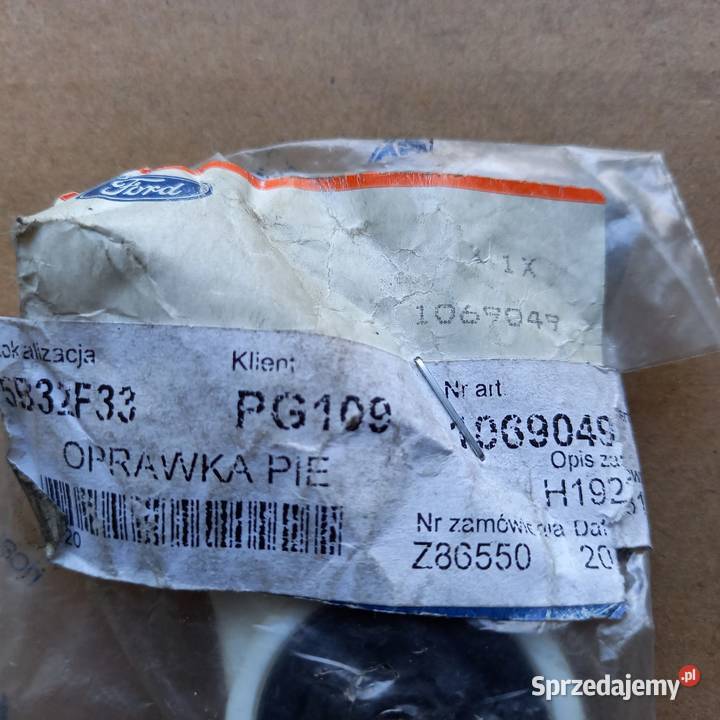 Ford
1X
1069049
Klient
Nr art.
5B32F33
PG109
1069049
OPRAWKA PIE
Opis
H192
Nr zamówienia Dat
Z86550
20
20
Sprzedajemy.pl